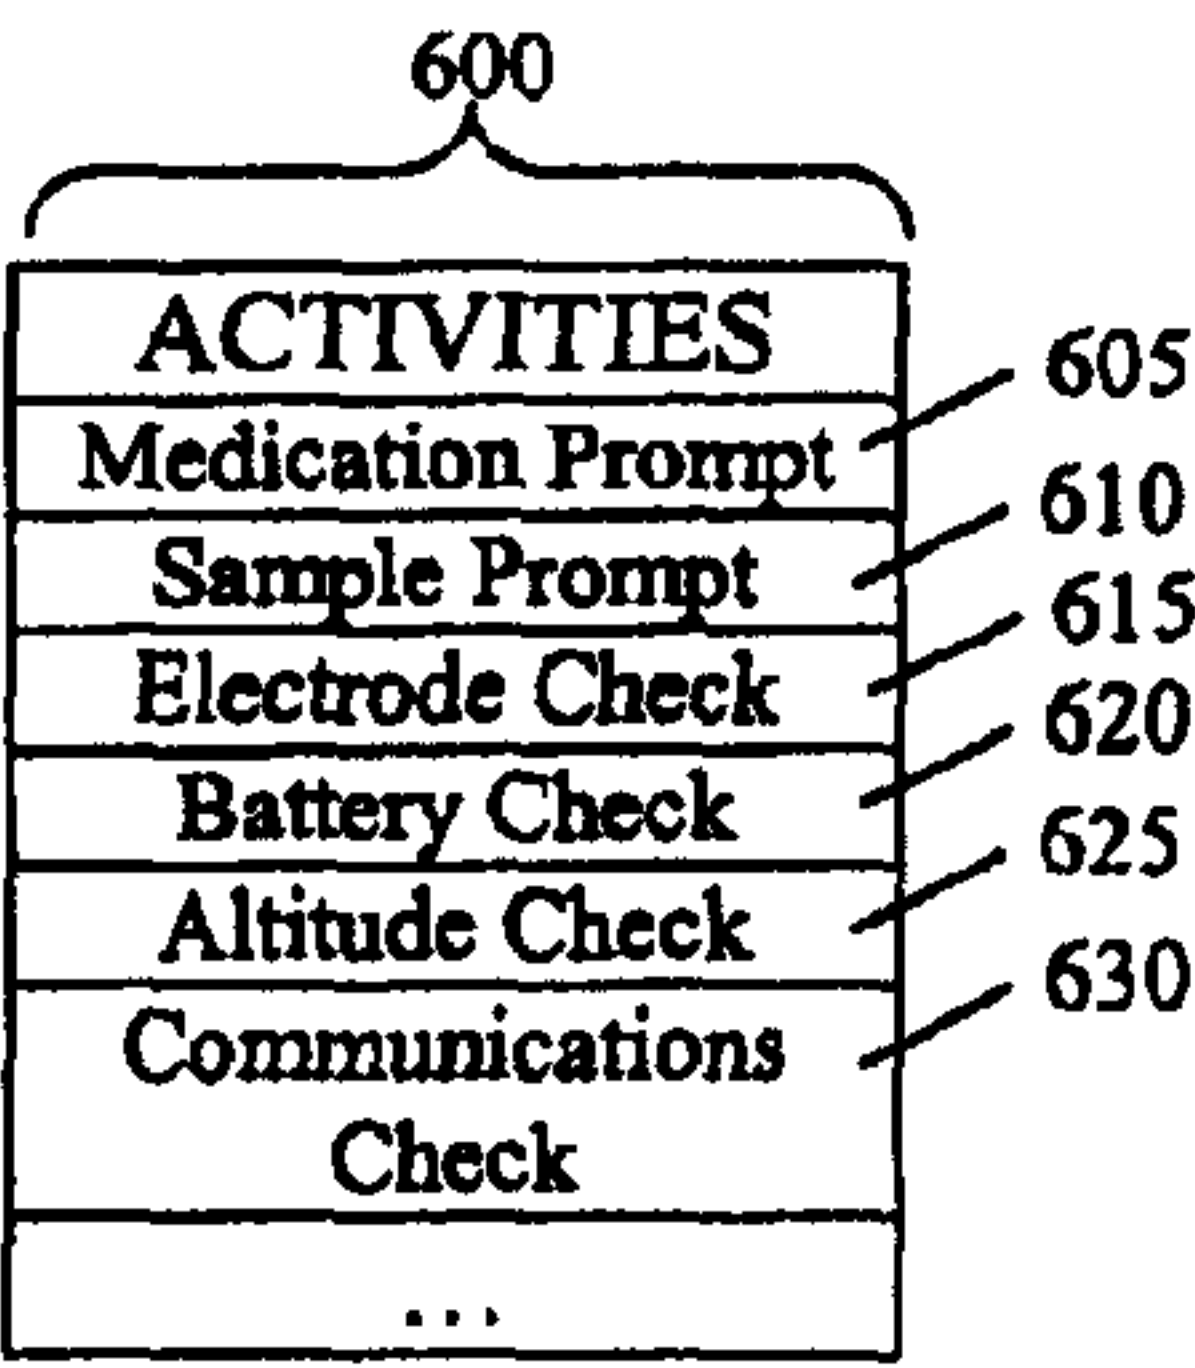 600
ACTIVITIES
Medication Prompt
605
Sample Prompt
610
Electrode Check
615
Battery Check
620
Altitude Check
625
Communications
Check
630
...